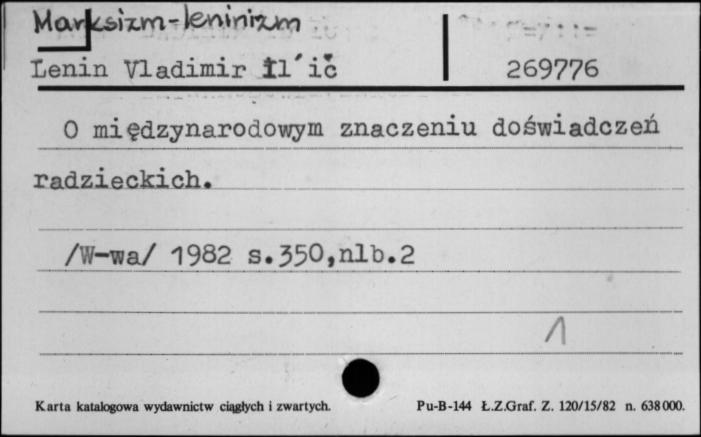 Marksizm-leninizm
Lenin Vladimir Il´ič 269776
O międzynarodowym znaczeniu doświadczeń
radzieckich.
/W-wa/ 1982 s.350,nlb.2
1
Karta katalogowa wydawnictw ciągłych i zwartych. Pu-B-144 Ł.Z.Graf. Z. 120/15/82 n. 638000.